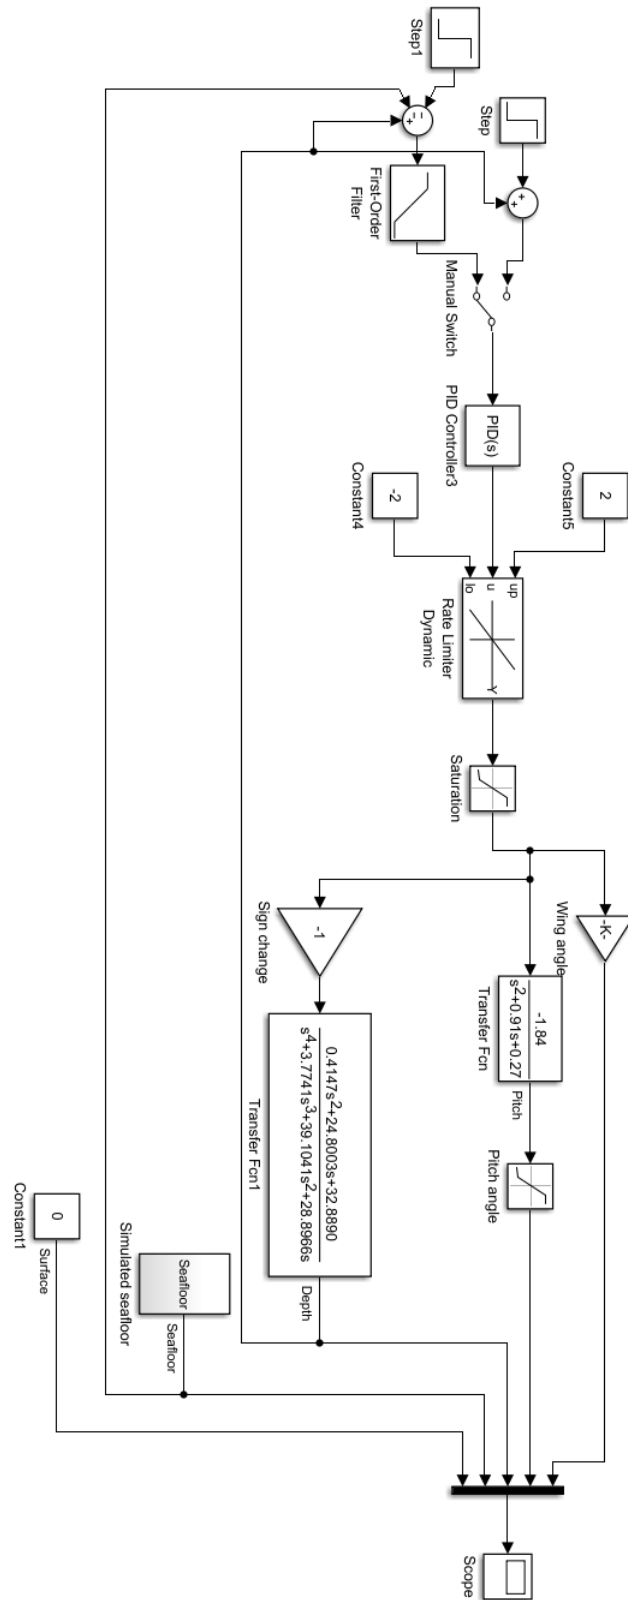 Step1
Step
-
-
+
+
+
First-Order
Filter
Manual Switch
PID(s)
PID Controller3
2
Constant5
-2
Constant4
up
u
lo
Y
Rate Limiter
Dynamic
Saturation
-K-
Wing angle
-1.84
s²+0.91s+0.27
Transfer Fcn
Pitch
Pitch angle
-1
Sign change
0.4147s²+24.8003s+32.8890
s⁴+3.7741s³+39.1041s²+28.8966s
Transfer Fcn1
Depth
Seafloor
Seafloor
Simulated seafloor
0
Surface
Constant1
Scope